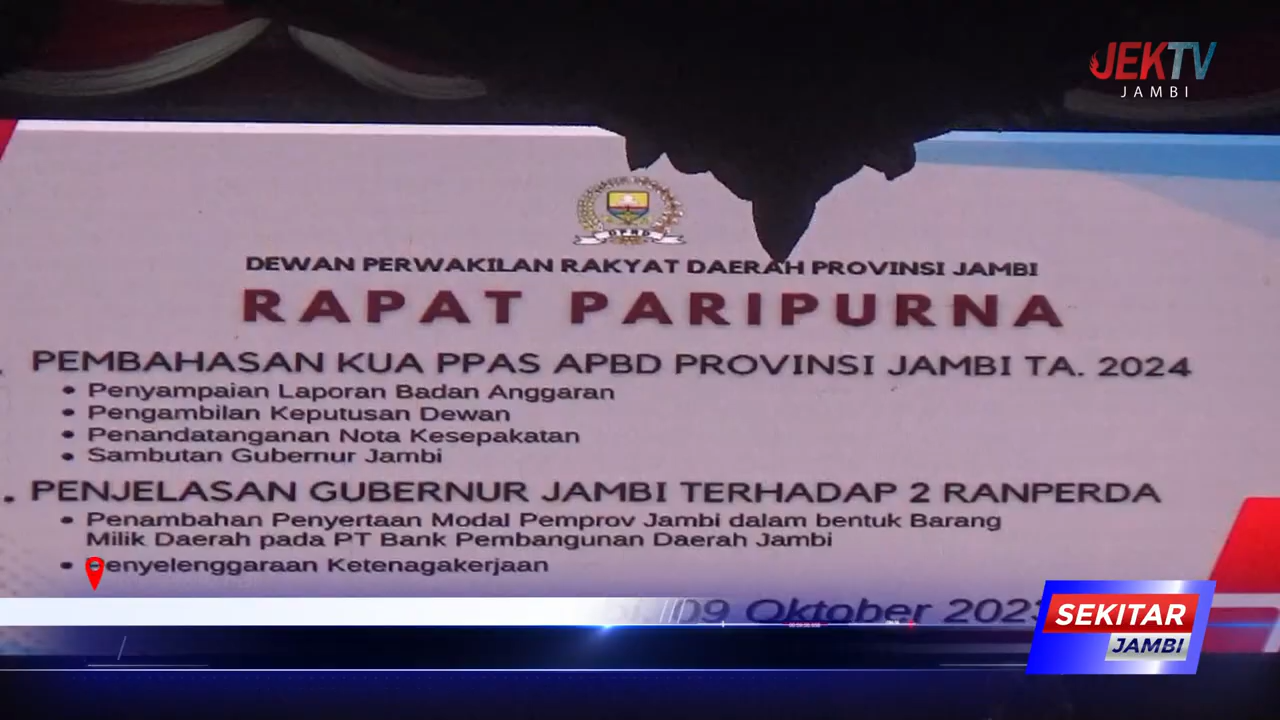 JEKTV
JAMBI
DPRD
DEWAN PERWAKILAN RAKYAT DAERAH PROVINSI JAMBI
RAPAT PARIPURNA
PEMBAHASAN KUA PPAS APBD PROVINSI JAMBI TA. 2024
• Penyampaian Laporan Badan Anggaran
• Pengambilan Keputusan Dewan
• Penandatanganan Nota Kesepakatan
• Sambutan Gubernur Jambi
PENJELASAN GUBERNUR JAMBI TERHADAP 2 RANPERDA
• Penambahan Penyertaan Modal Pemprov Jambi dalam bentuk Barang
Milik Daerah pada PT Bank Pembangunan Daerah Jambi
• Penyelenggaraan Ketenagakerjaan
09 Oktober 2023
SEKITAR
JAMBI